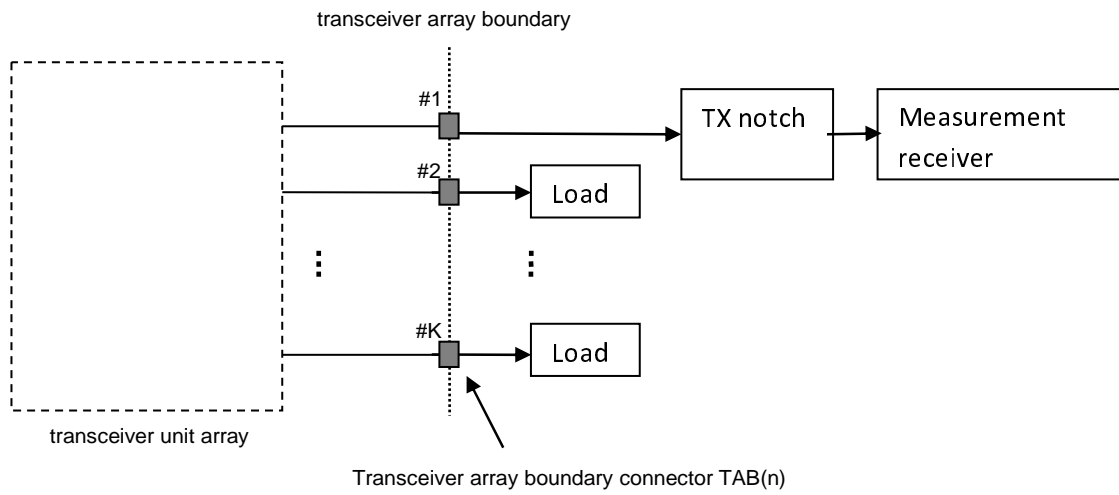 transceiver array boundary
#1
TX notch
Measurement
receiver
#2
Load
#K
Load
transceiver unit array
Transceiver array boundary connector TAB(n)